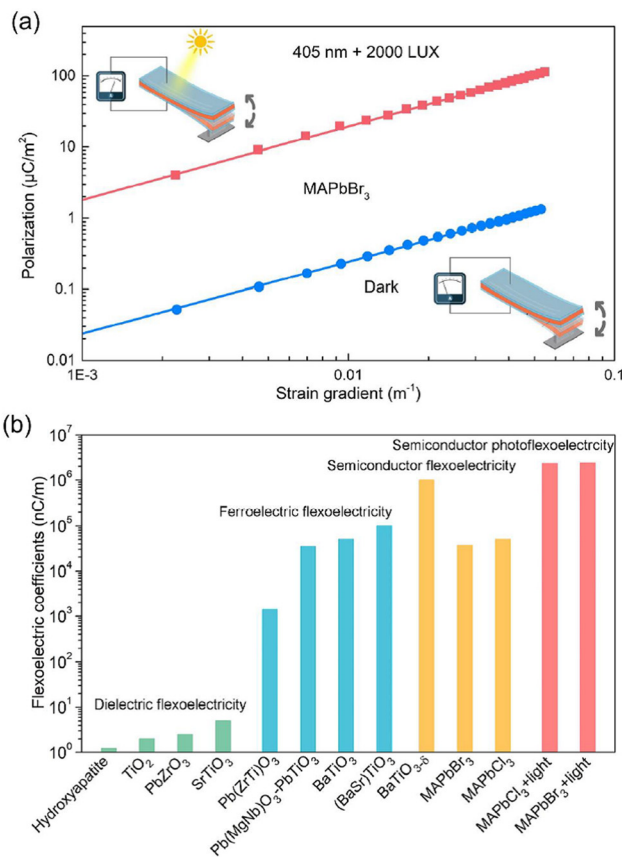 (a)
405 nm + 2000 LUX
100
10
1
0.1
0.01
Polarization (μC/m²)
MAPbBr₃
Dark
1E-3
0.01
0.1
Strain gradient (m⁻¹)
(b)
10⁷
10⁶
10⁵
10⁴
10³
10²
10¹
10⁰
Flexoelectric coefficients (nC/m)
Semiconductor photoflexoelectrcity
Semiconductor flexoelectricity
Ferroelectric flexoelectricity
Dielectric flexoelectricity
Hydroxyapatite
TiO₂
PbZrO₃
SrTiO₃
Pb(ZrTi)O₃
Pb(MgNb)O₃-PbTiO₃
BaTiO₃
(BaSr)TiO₃
BaTiO₃₋δ
MAPbBr₃
MAPbCl₃
MAPbCl₃+light
MAPbBr₃+light